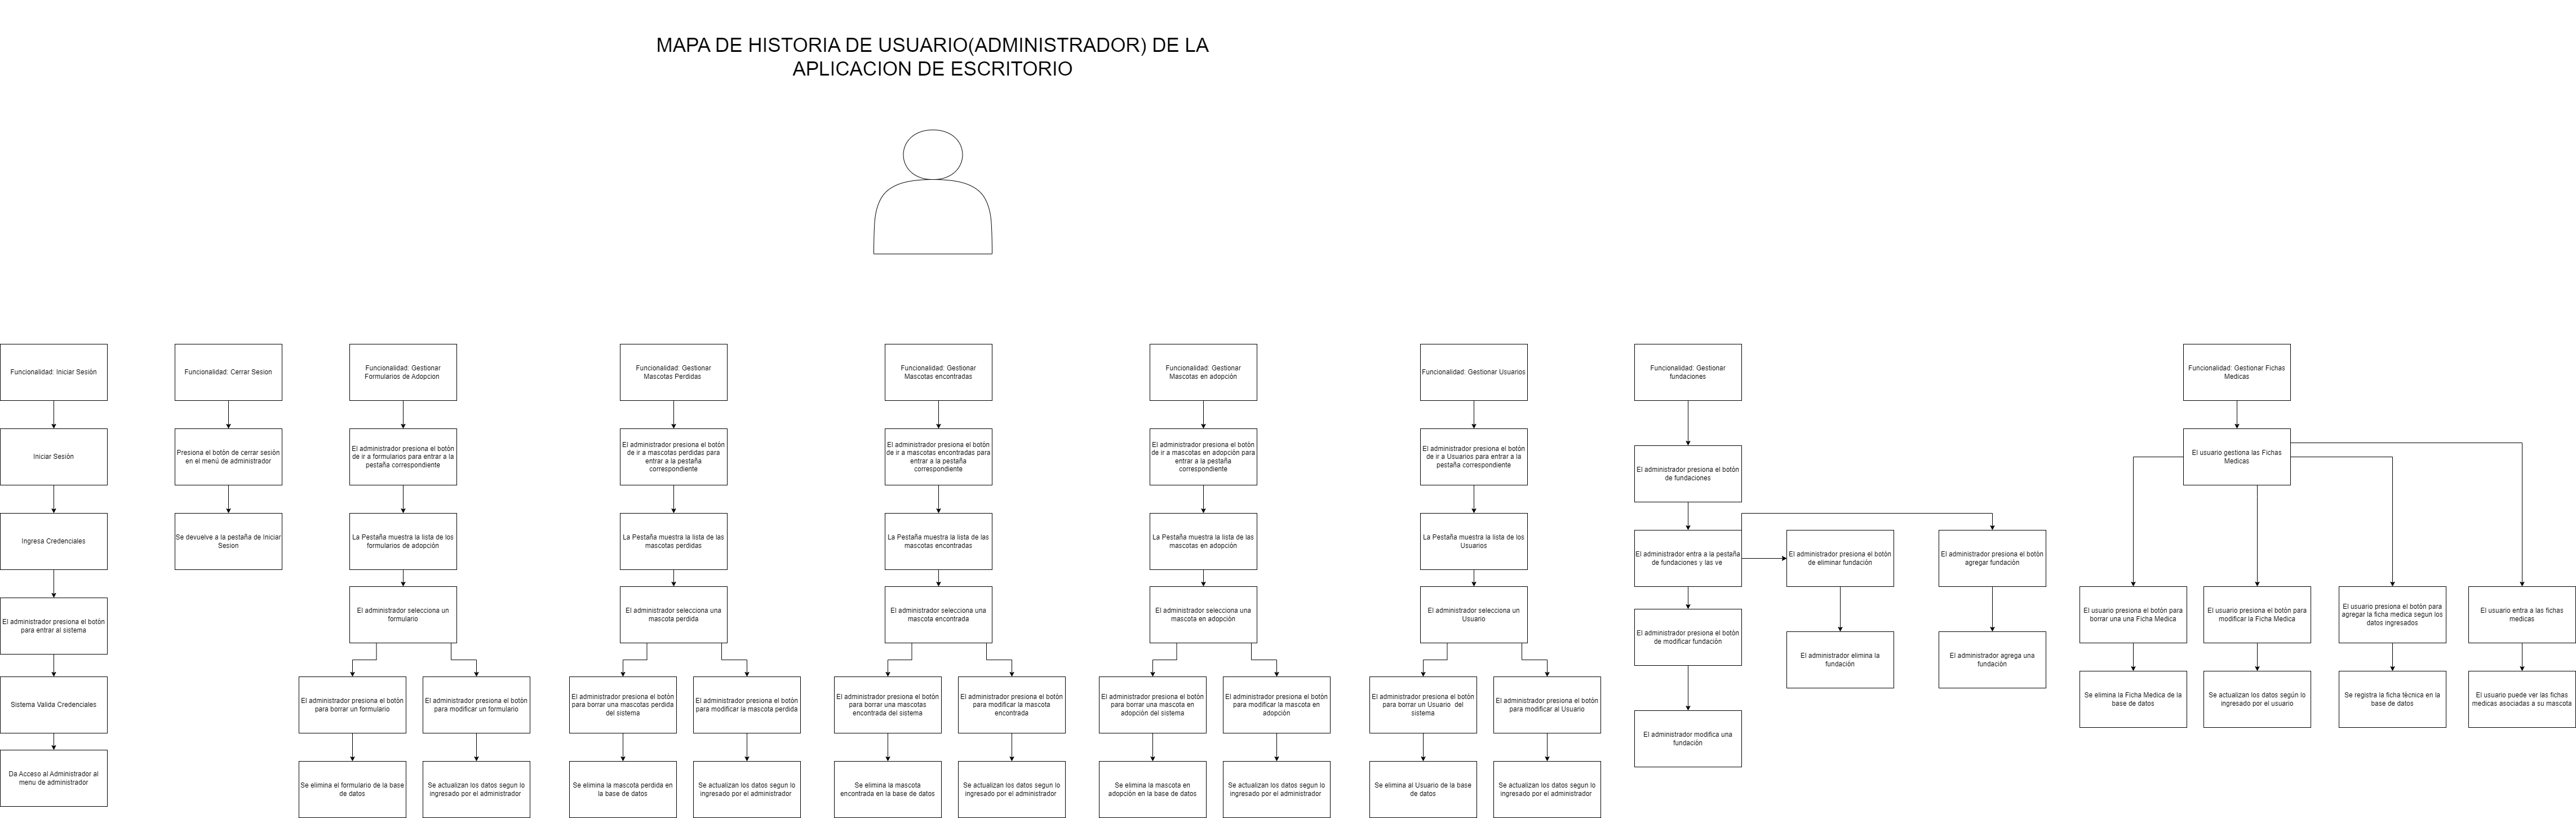 MAPA DE HISTORIA DE USUARIO(ADMINISTRADOR) DE LA
APLICACION DE ESCRITORIO
Funcionalidad: Iniciar Sesión
Iniciar Sesión
Ingresa Credenciales
El administrador presiona el botón
para entrar al sistema
Sistema Valida Credenciales
Da Acceso al Administrador al
menu de administrador
Funcionalidad: Cerrar Sesion
Presiona el botón de cerrar sesión
en el menú de administrador
Se devuelve a la pestaña de Iniciar
Sesion
Funcionalidad: Gestionar
Formularios de Adopcion
El administrador presiona el botón
de ir a formularios para entrar a la
pestaña correspondiente
La Pestaña muestra la lista de los
formularios de adopción
El administrador selecciona un
formulario
El administrador presiona el botón
para borrar un formulario
Se elimina el formulario de la base
de datos
El administrador presiona el botón
para modificar un formulario
Se actualizan los datos segun lo
ingresado por el administrador
Funcionalidad: Gestionar
Mascotas Perdidas
El administrador presiona el botón
de ir a mascotas perdidas para
entrar a la pestaña
correspondiente
La Pestaña muestra la lista de las
mascotas perdidas
El administrador selecciona una
mascota perdida
El administrador presiona el botón
para borrar una mascotas perdida
del sistema
Se elimina la mascota perdida en
la base de datos
El administrador presiona el botón
para modificar la mascota perdida
Se actualizan los datos segun lo
ingresado por el administrador
Funcionalidad: Gestionar
Mascotas encontradas
El administrador presiona el botón
de ir a mascotas encontradas para
entrar a la pestaña
correspondiente
La Pestaña muestra la lista de las
mascotas encontradas
El administrador selecciona una
mascota encontrada
El administrador presiona el botón
para borrar una mascotas
encontrada del sistema
Se elimina la mascota
encontrada en la base de datos
El administrador presiona el botón
para modificar la mascota
encontrada
Se actualizan los datos segun lo
ingresado por el administrador
Funcionalidad: Gestionar
Mascotas en adopción
El administrador presiona el botón
de ir a mascotas en adopción para
entrar a la pestaña
correspondiente
La Pestaña muestra la lista de las
mascotas en adopción
El administrador selecciona una
mascota en adopción
El administrador presiona el botón
para borrar una mascota en
adopción del sistema
Se elimina la mascota en
adopción en la base de datos
El administrador presiona el botón
para modificar la mascota en
adopción
Se actualizan los datos segun lo
ingresado por el administrador
Funcionalidad: Gestionar Usuarios
El administrador presiona el botón
de ir a Usuarios para entrar a la
pestaña correspondiente
La Pestaña muestra la lista de los
Usuarios
El administrador selecciona un
Usuario
El administrador presiona el botón
para borrar un Usuario del
sistema
Se elimina al Usuario de la base
de datos
El administrador presiona el botón
para modificar al Usuario
Se actualizan los datos segun lo
ingresado por el administrador
Funcionalidad: Gestionar
fundaciones
El administrador presiona el botón
de fundaciones
El administrador entra a la pestaña
de fundaciones y las ve
El administrador presiona el botón
de modificar fundación
El administrador modifica una
fundación
El administrador presiona el botón
de eliminar fundación
El administrador elimina la
fundación
El administrador presiona el botón
agregar fundación
El administrador agrega una
fundación
Funcionalidad: Gestionar Fichas
Medicas
El usuario gestiona las Fichas
Medicas
El usuario presiona el botón para
borrar una una Ficha Medica
Se elimina la Ficha Medica de la
base de datos
El usuario presiona el botón para
modificar la Ficha Medica
Se actualizan los datos según lo
ingresado por el usuario
El usuario presiona el botón para
agregar la ficha medica segun los
datos ingresados
Se registra la ficha técnica en la
base de datos
El usuario entra a las fichas
medicas
El usuario puede ver las fichas
medicas asociadas a su mascota